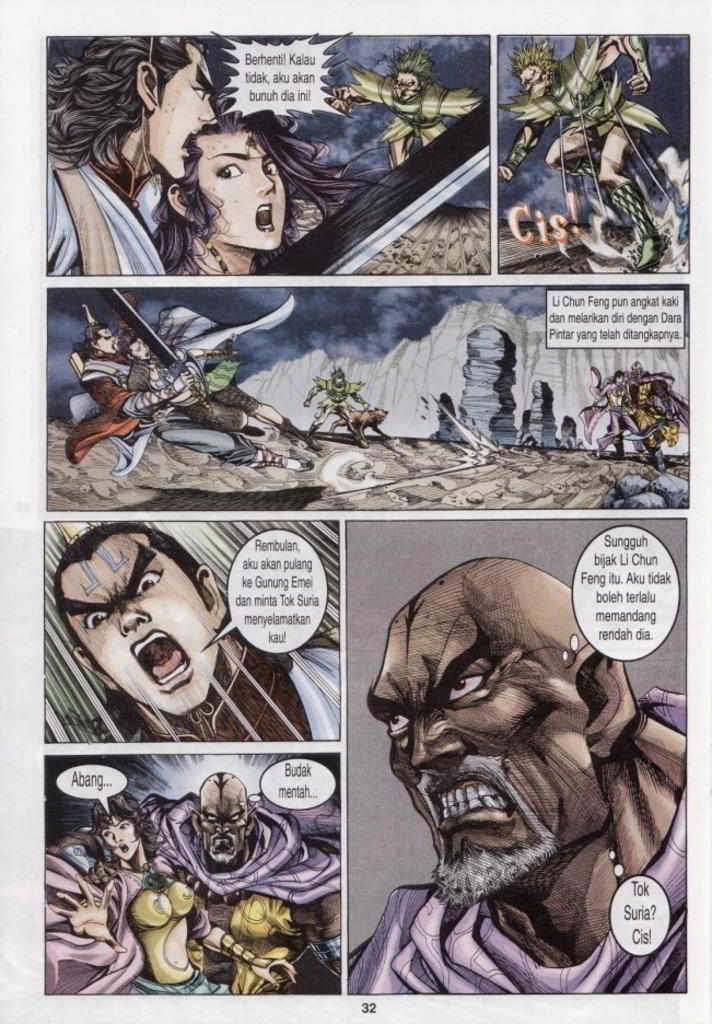 Berhenti! Kalau
tidak, aku akan
bunuh dia ini!
Cis!
Li Chun Feng pun angkat kaki
dan melarikan diri dengan Dara
Pintar yang telah ditangkapnya.
Rembulan,
aku akan pulang
ke Gunung Emei
dan minta Tok Suria
menyelamatkan
kau!
Sungguh
bijak Li Chun
Feng itu. Aku tidak
boleh terlalu
memandang
rendah dia.
Tok
Suria?
Cis!
Abang...
Budak
mentah...
32